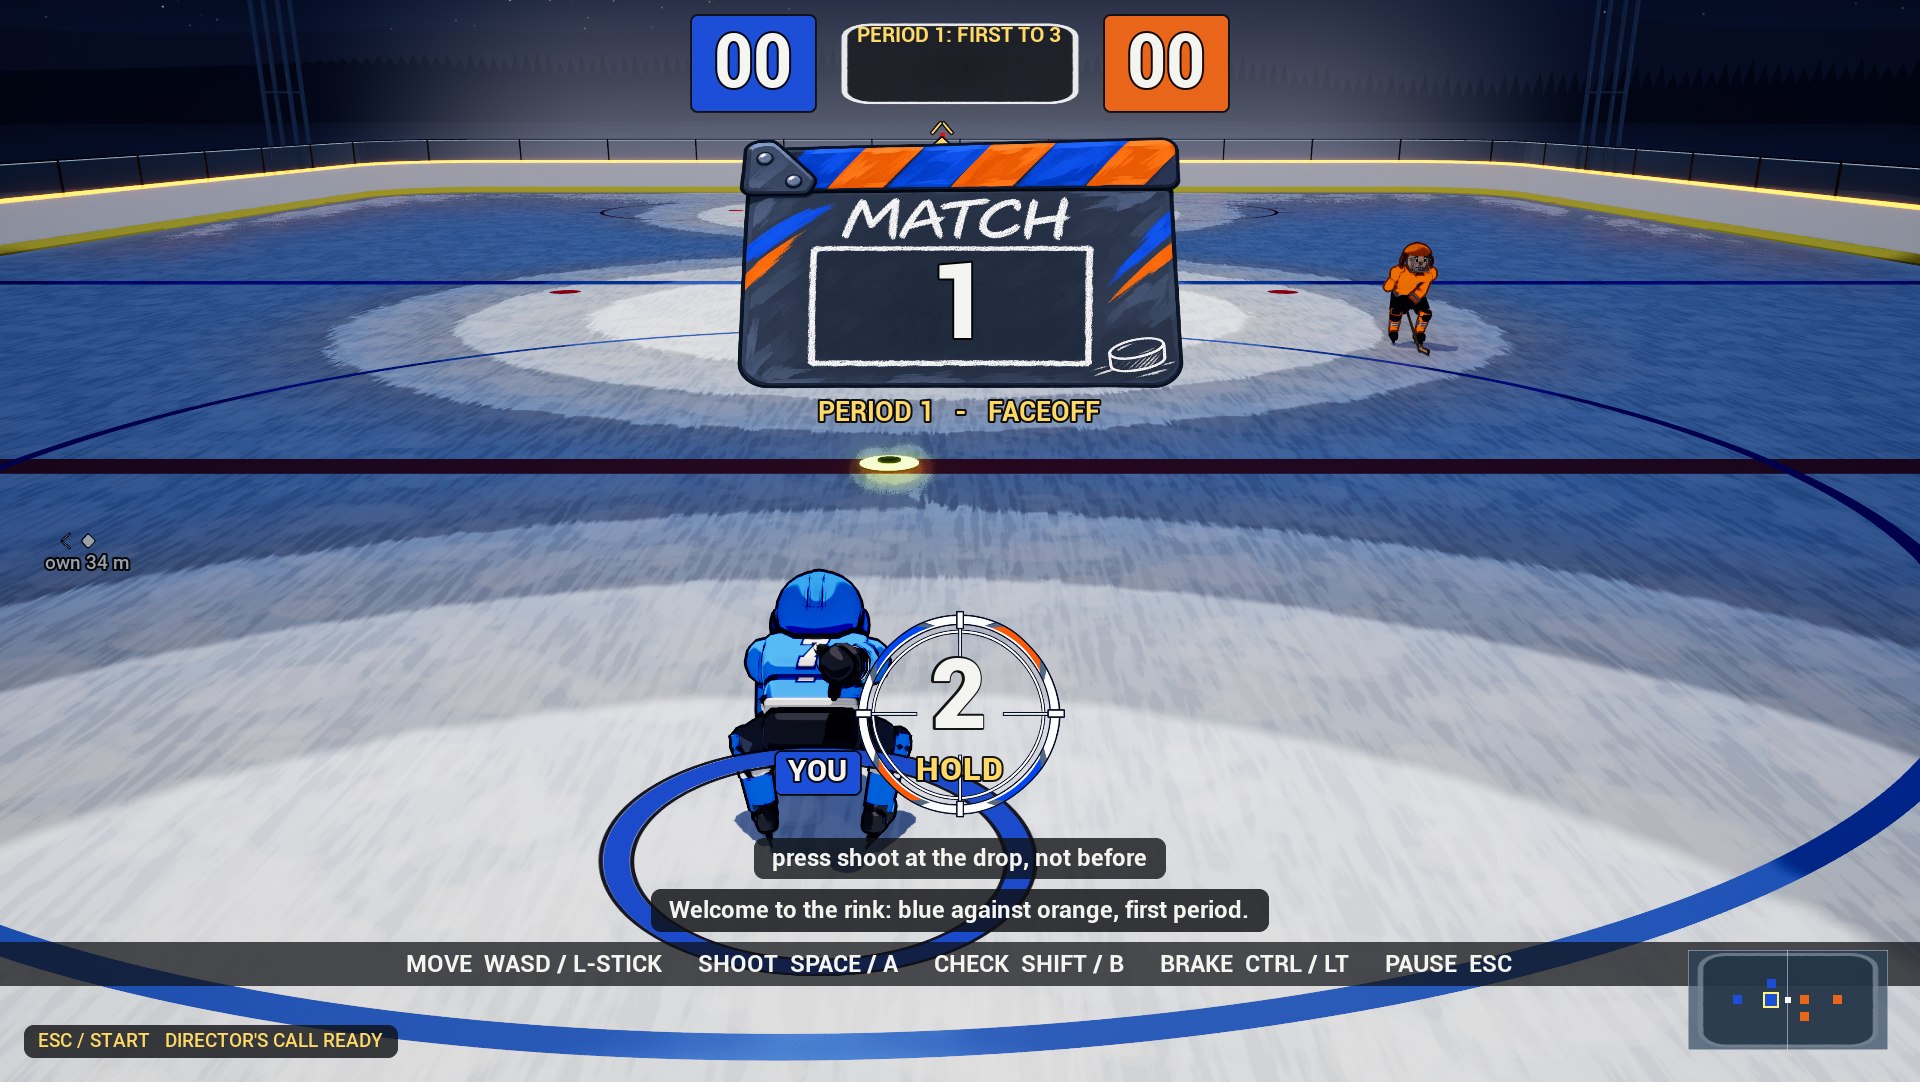 00 PERIOD 1: FIRST TO 3 00
MATCH
1
PERIOD 1 - FACEOFF
own 34 m
7
2
HOLD
YOU
press shoot at the drop, not before
Welcome to the rink: blue against orange, first period.
MOVE WASD / L-STICK SHOOT SPACE / A CHECK SHIFT / B BRAKE CTRL / LT PAUSE ESC
ESC / START DIRECTOR'S CALL READY